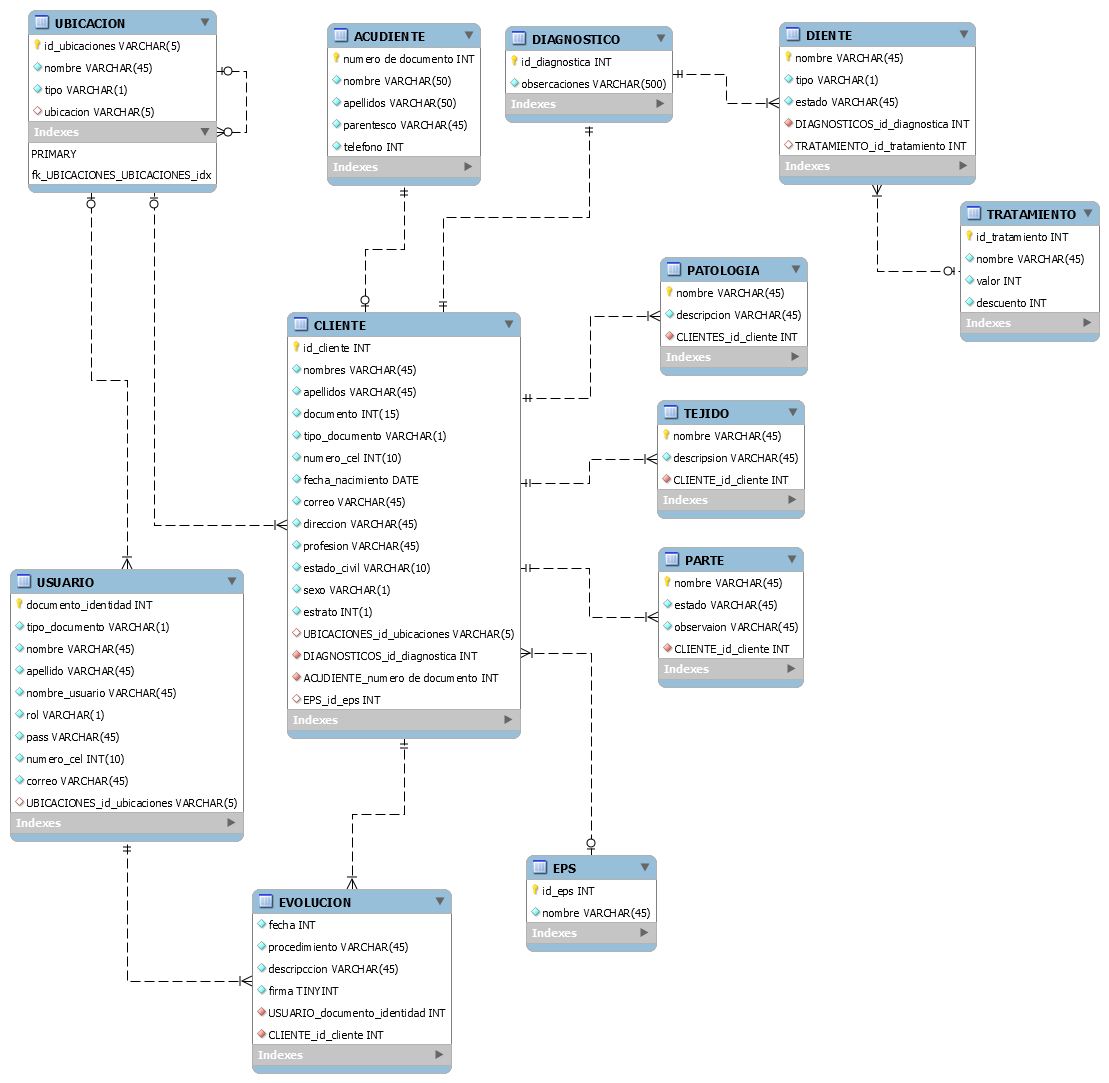 UBICACION
id_ubicaciones VARCHAR(5)
nombre VARCHAR(45)
tipo VARCHAR(1)
ubicacion VARCHAR(5)
Indexes
PRIMARY
fk_UBICACIONES_UBICACIONES_idx
ACUDIENTE
numero de documento INT
nombre VARCHAR(50)
apellidos VARCHAR(50)
parentesco VARCHAR(45)
telefono INT
Indexes
DIAGNOSTICO
id_diagnostica INT
obsercaciones VARCHAR(500)
Indexes
DIENTE
nombre VARCHAR(45)
tipo VARCHAR(1)
estado VARCHAR(45)
DIAGNOSTICOS_id_diagnostica INT
TRATAMIENTO_id_tratamiento INT
Indexes
TRATAMIENTO
id_tratamiento INT
nombre VARCHAR(45)
valor INT
descuento INT
Indexes
PATOLOGIA
nombre VARCHAR(45)
descripcion VARCHAR(45)
CLIENTES_id_cliente INT
Indexes
CLIENTE
id_cliente INT
nombres VARCHAR(45)
apellidos VARCHAR(45)
documento INT(15)
tipo_documento VARCHAR(1)
numero_cel INT(10)
fecha_nacimiento DATE
correo VARCHAR(45)
direccion VARCHAR(45)
profesion VARCHAR(45)
estado_civil VARCHAR(10)
sexo VARCHAR(1)
estrato INT(1)
UBICACIONES_id_ubicaciones VARCHAR(5)
DIAGNOSTICOS_id_diagnostica INT
ACUDIENTE_numero de documento INT
EPS_id_eps INT
Indexes
TEJIDO
nombre VARCHAR(45)
descripsion VARCHAR(45)
CLIENTE_id_cliente INT
Indexes
PARTE
nombre VARCHAR(45)
estado VARCHAR(45)
observaion VARCHAR(45)
CLIENTE_id_cliente INT
Indexes
USUARIO
documento_identidad INT
tipo_documento VARCHAR(1)
nombre VARCHAR(45)
apellido VARCHAR(45)
nombre_usuario VARCHAR(45)
rol VARCHAR(1)
pass VARCHAR(45)
numero_cel INT(10)
correo VARCHAR(45)
UBICACIONES_id_ubicaciones VARCHAR(5)
Indexes
EPS
id_eps INT
nombre VARCHAR(45)
Indexes
EVOLUCION
fecha INT
procedimiento VARCHAR(45)
descripccion VARCHAR(45)
firma TINYINT
USUARIO_documento_identidad INT
CLIENTE_id_cliente INT
Indexes